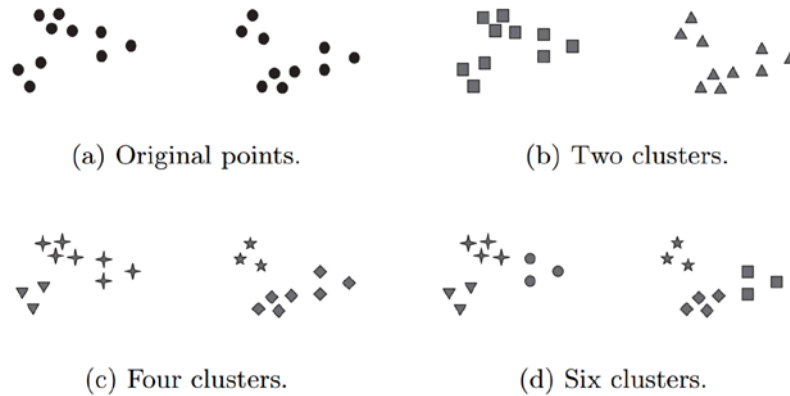 (a) Original points.
(b) Two clusters.
(c) Four clusters.
(d) Six clusters.